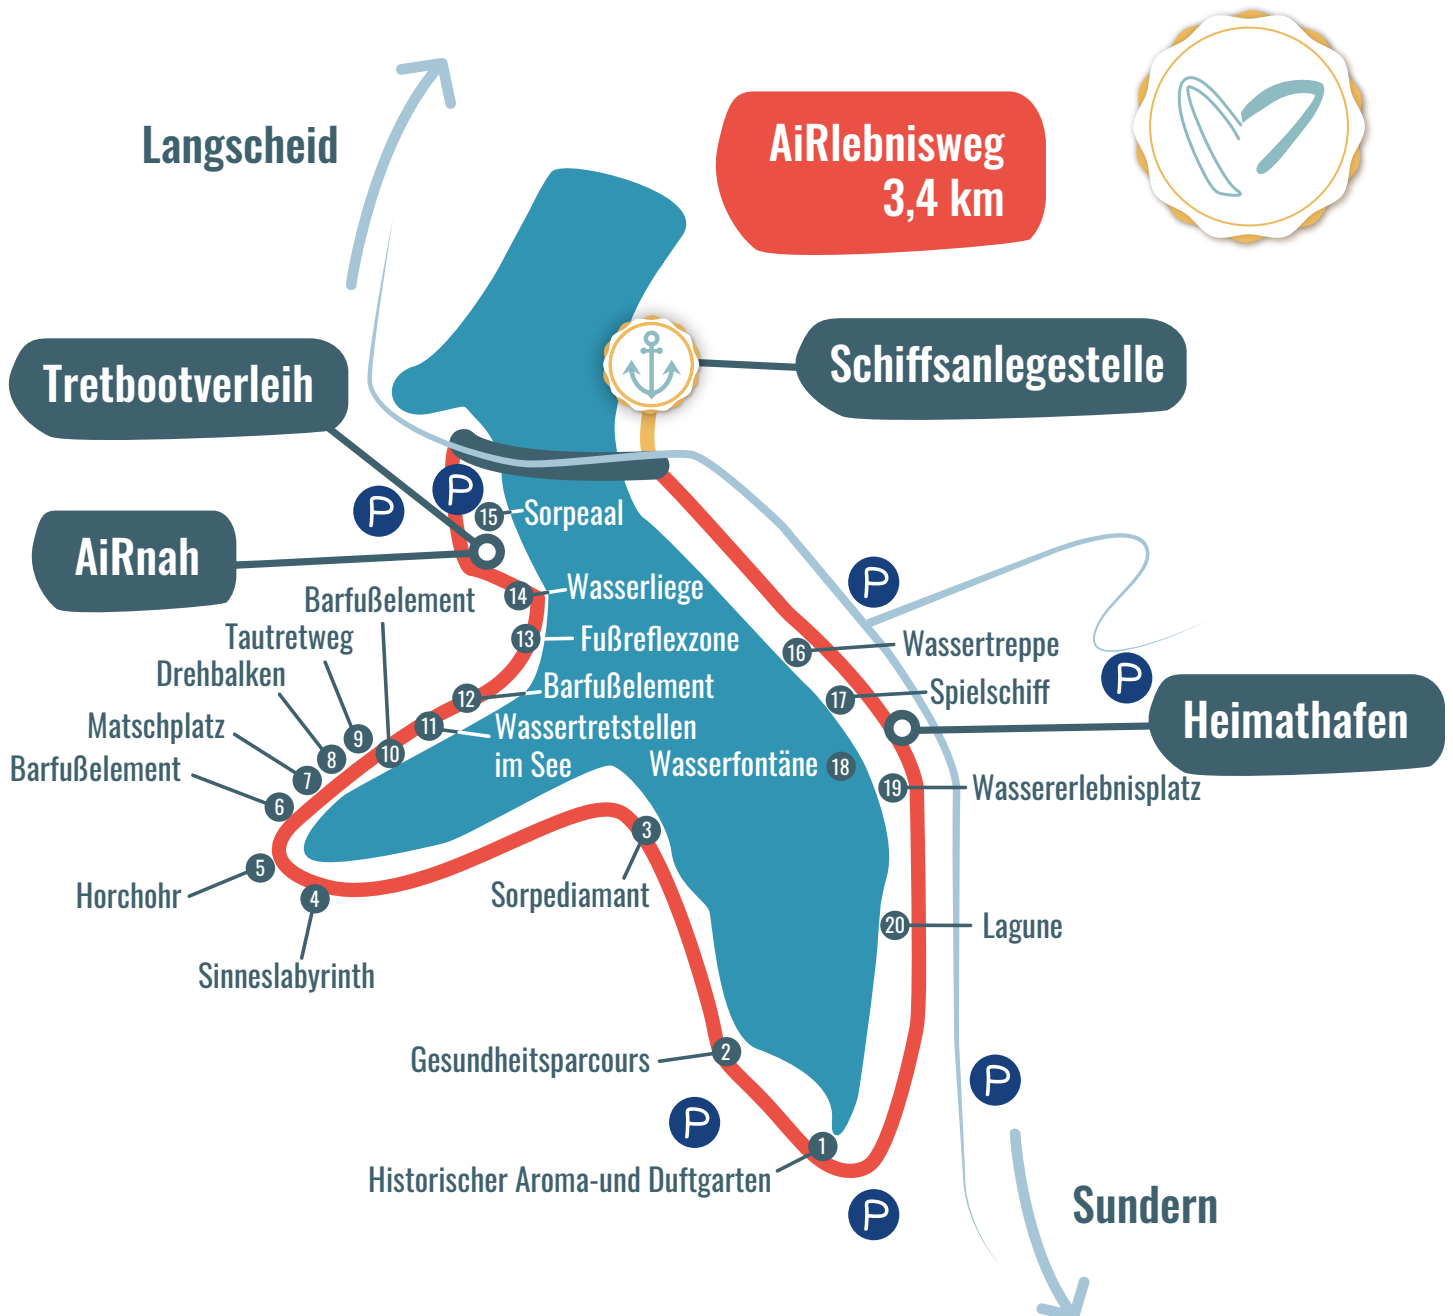 Langscheid
AiRlebnisweg
3,4 km
Schiffsanlegestelle
Tretbootverleih
P
P
15 Sorpeaal
AiRnah
P
Barfußelement
14 Wasserliege
Tautretweg
13 Fußreflexzone
16 Wassertreppe
Drehbalken
12 Barfußelement
17 Spielschiff
P
Matschplatz
11 Wassertretstellen
im See
Heimathafen
9
10
8
Barfußelement
7
6
Wasserfontäne 18
19 Wassererlebnisplatz
3
Sorpediamant
5
Horchohr
4
Sinneslabyrinth
20 Lagune
Gesundheitsparcours 2
P
P
1
Historischer Aroma-und Duftgarten
P
Sundern